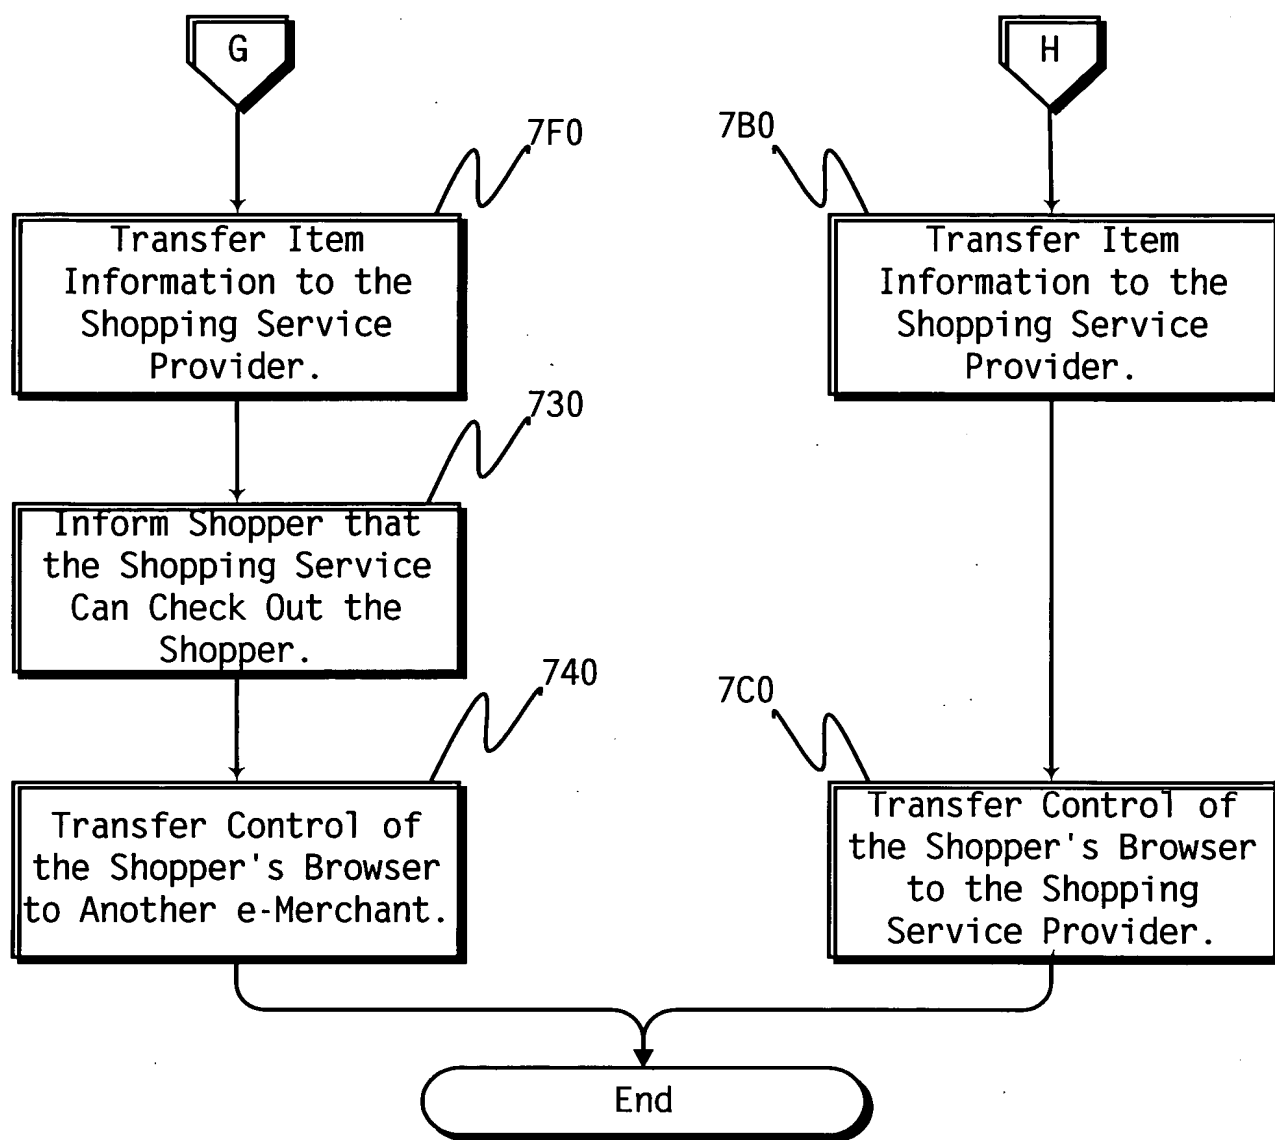 G
H
7F0
7B0
Transfer Item
Information to the
Shopping Service
Provider.
Transfer Item
Information to the
Shopping Service
Provider.
730
Inform Shopper that
the Shopping Service
Can Check Out the
Shopper.
740
7C0
Transfer Control of
the Shopper's Browser
to Another e-Merchant.
Transfer Control of
the Shopper's Browser
to the Shopping
Service Provider.
End